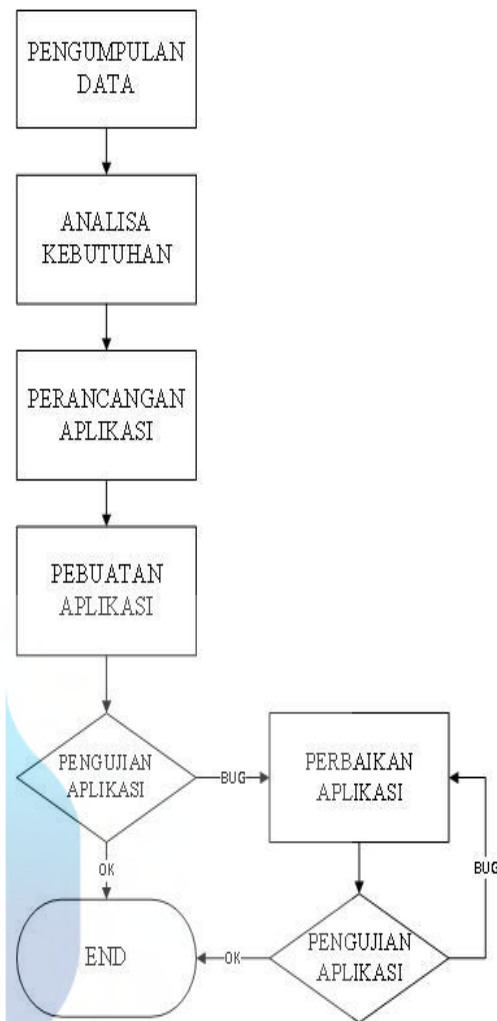 PENGUMPULAN
DATA
ANALISA
KEBUTUHAN
PERANCANGAN
APLIKASI
PEBUATAN
APLIKASI
PENGUJIAN
APLIKASI
BUG
PERBAIKAN
APLIKASI
BUG
OK
END
OK
PENGUJIAN
APLIKASI